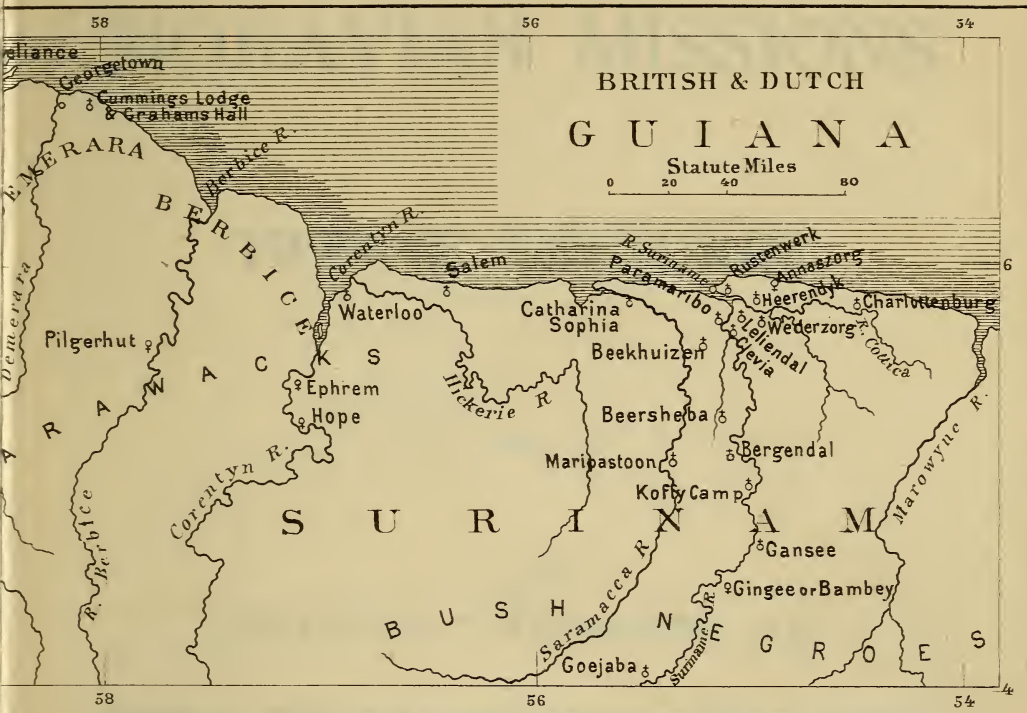 58 56 54
BRITISH & DUTCH
GUIANA
Statute Miles
0 20 40 80
eliance
Georgetown
Cummings Lodge
& Grahams Hall
EMERARA
Berbice R.
BERBICE
Corentyn R.
Salem
R. Suriname
Paramaribo
Rustenwerk
Annaszorg
Heerendyk
Charlottenburg
6
Waterloo
Catharina
Sophia
Leliendal
Wederzorg
Clevia
R. Cottica
Demerara
Pilgerhut
Beekhuizen
ARAWACKS
Ephrem
Hickerie R
Hope
Beersheba
A
Corentyn R.
Maripastoon
Bergendal
Marowyne R.
Koffy Camp
SURINAM
R. Berbice
Gansee
Saramacca R
Gingee or Bambey
BUSH NEGROES
Suriname R.
Goejaba
58 56 54
4